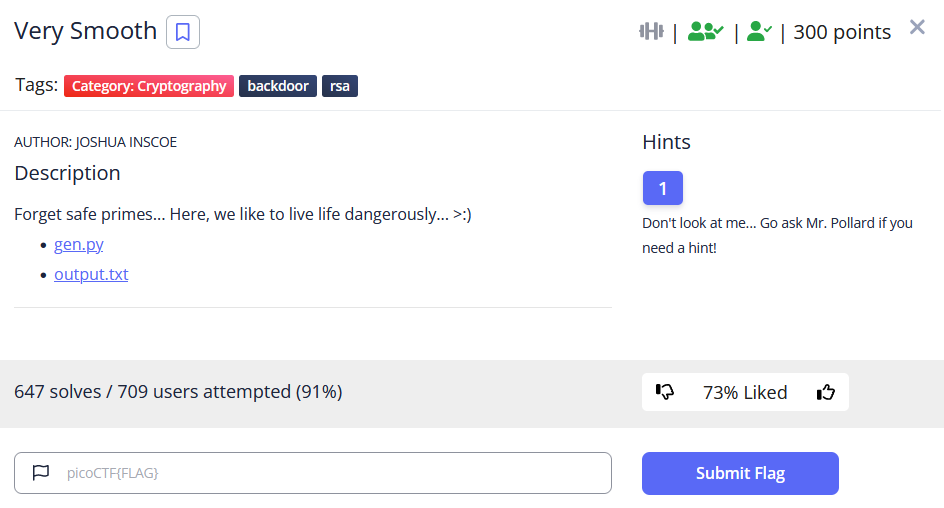 Very Smooth
| | | 300 points
Tags: Category: Cryptography backdoor rsa
AUTHOR: JOSHUA INSCOE
Description
Forget safe primes... Here, we like to live life dangerously... >:)
• gen.py
• output.txt
Hints
1
Don't look at me... Go ask Mr. Pollard if you
need a hint!
647 solves / 709 users attempted (91%)
73% Liked
picoCTF{FLAG}
Submit Flag